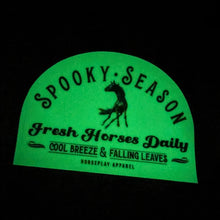 SPOOKY · SEASON
Fresh Horses Daily
COOL BREEZE & FALLING LEAVES
HORSEPLAY APPAREL